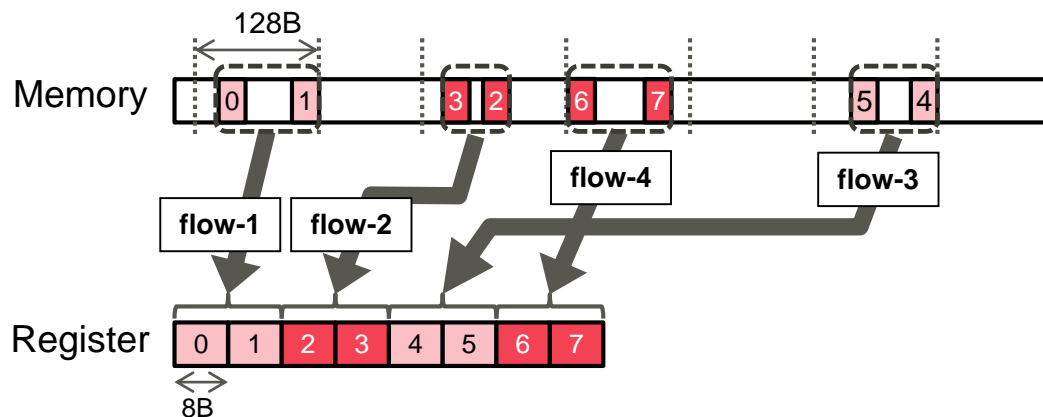 128B
Memory
0 1 3 2 6 7 5 4
flow-1
flow-2
flow-4
flow-3
Register
0 1 2 3 4 5 6 7
8B